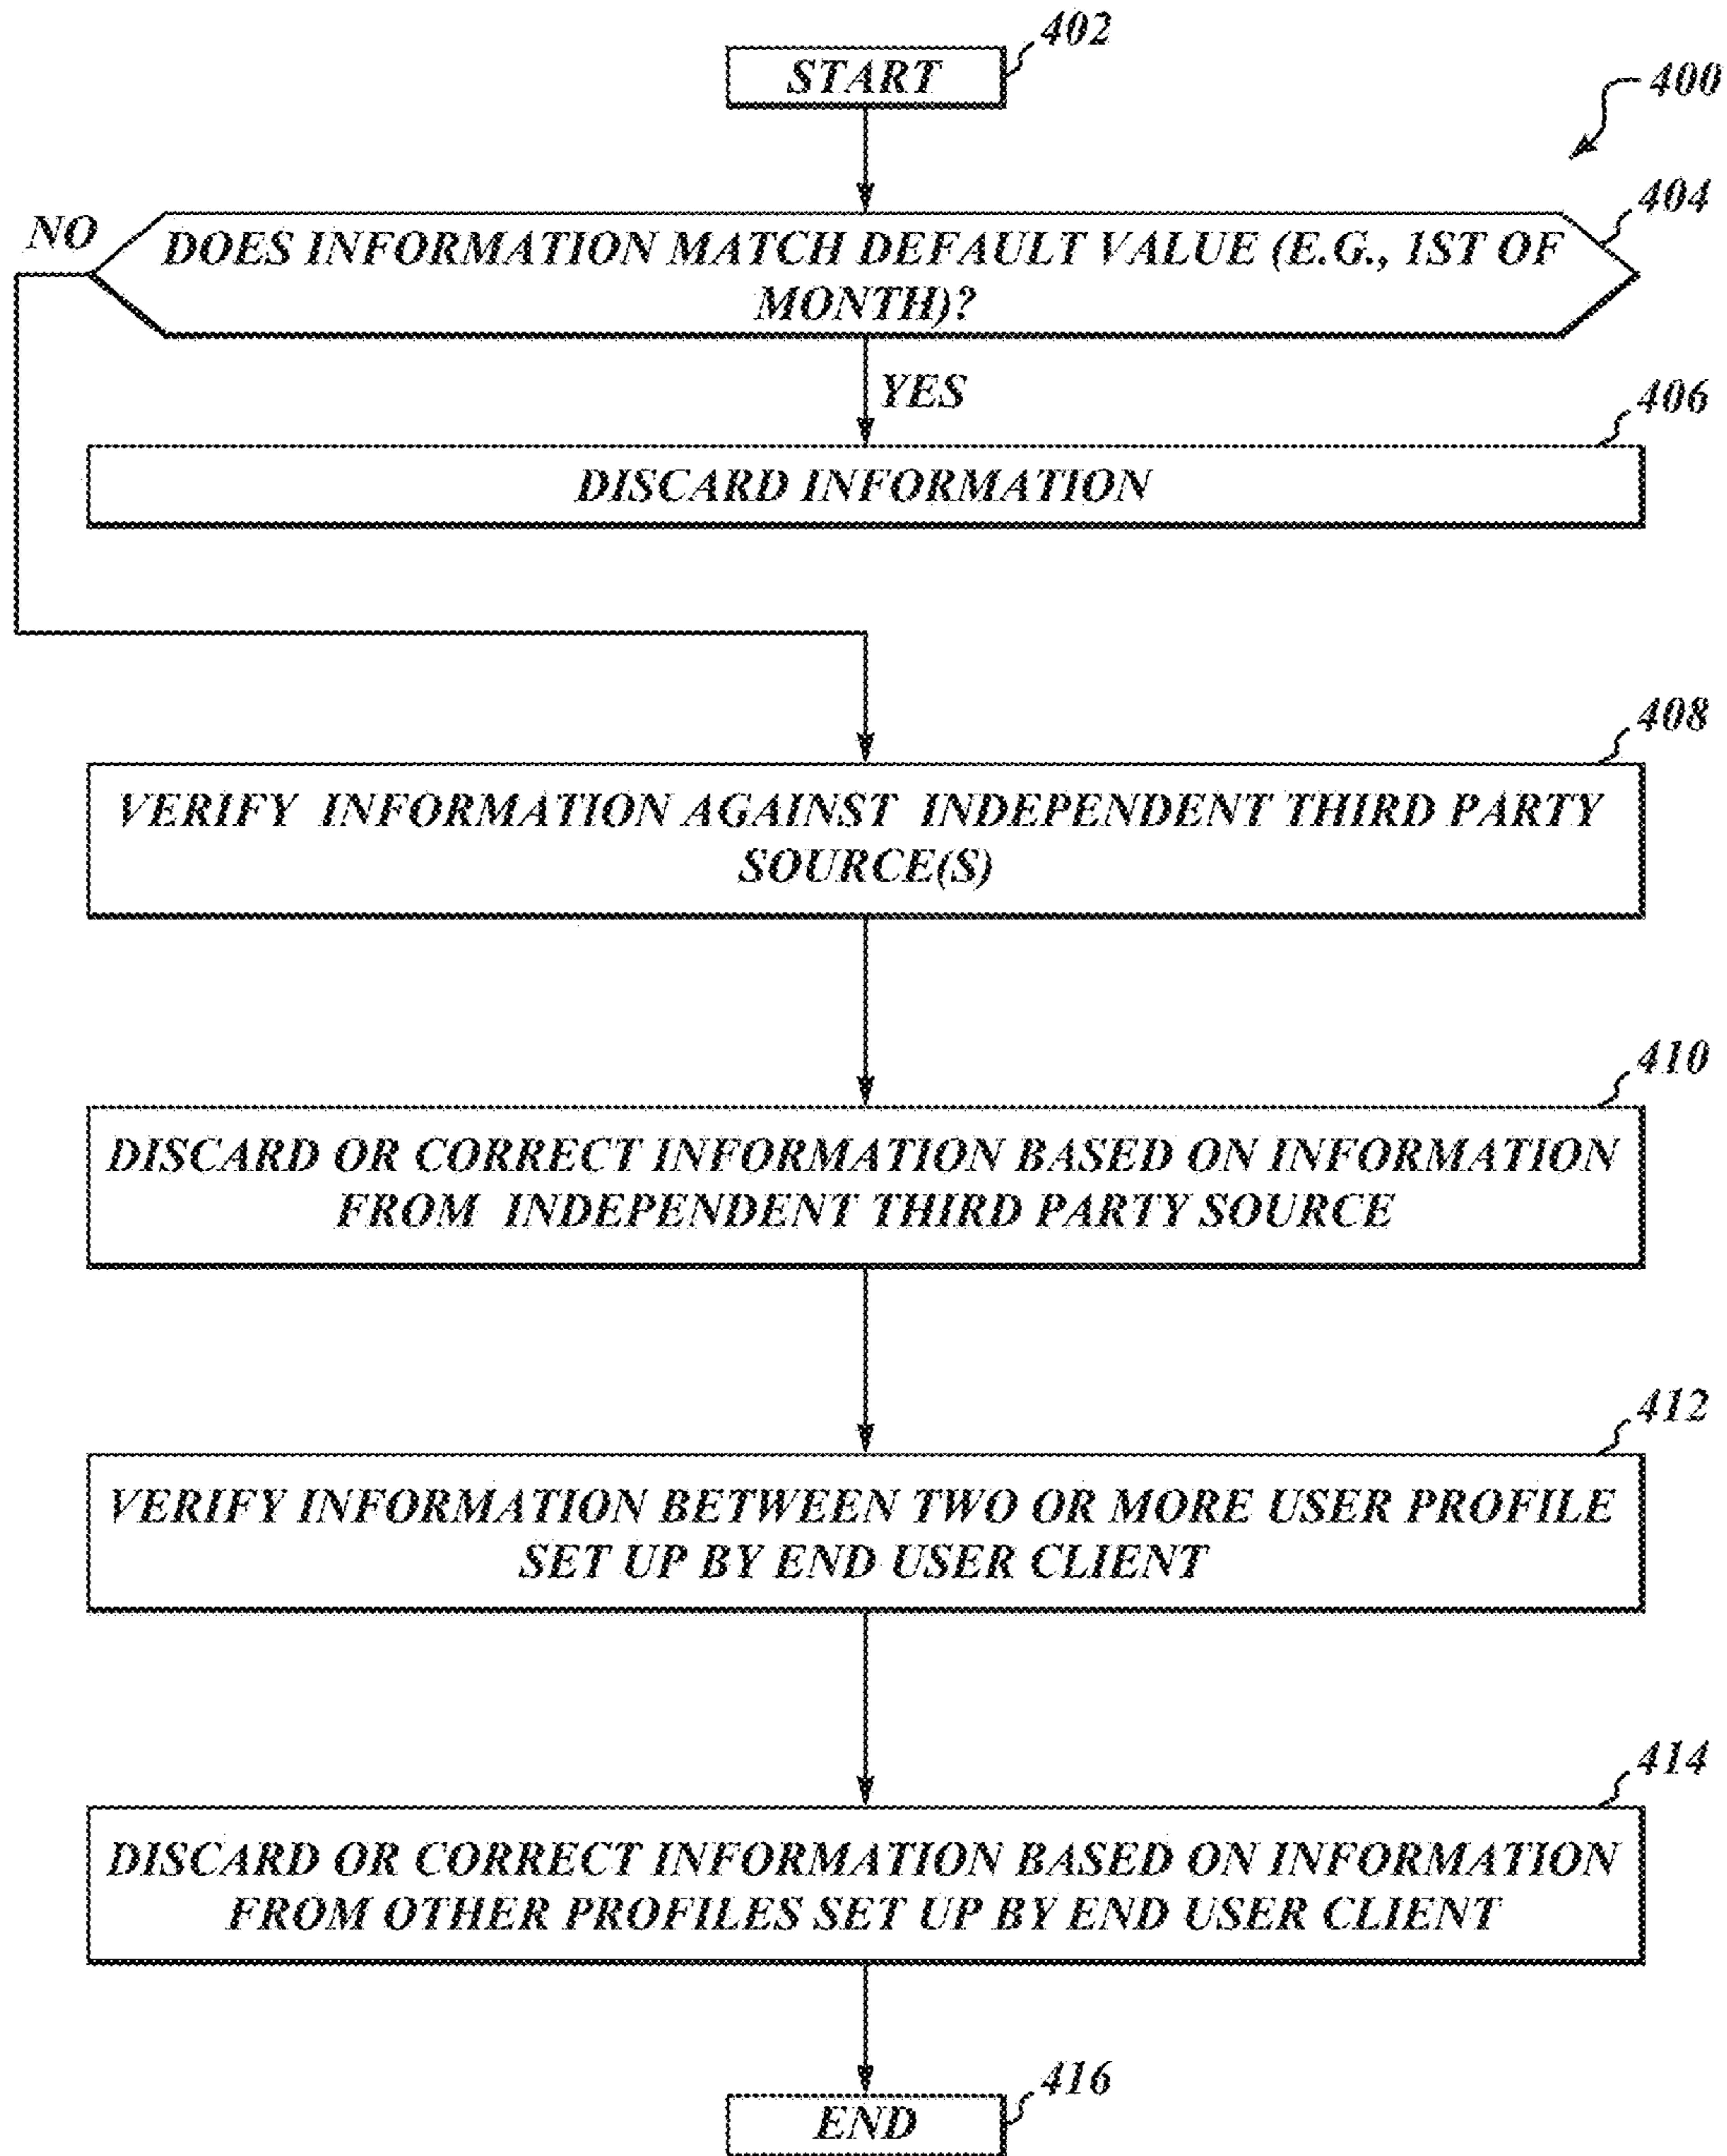 402
START
400
404
NO
DOES INFORMATION MATCH DEFAULT VALUE (E.G., 1ST OF
MONTH)?
YES
406
DISCARD INFORMATION
408
VERIFY INFORMATION AGAINST INDEPENDENT THIRD PARTY
SOURCE(S)
410
DISCARD OR CORRECT INFORMATION BASED ON INFORMATION
FROM INDEPENDENT THIRD PARTY SOURCE
412
VERIFY INFORMATION BETWEEN TWO OR MORE USER PROFILE
SET UP BY END USER CLIENT
414
DISCARD OR CORRECT INFORMATION BASED ON INFORMATION
FROM OTHER PROFILES SET UP BY END USER CLIENT
416
END